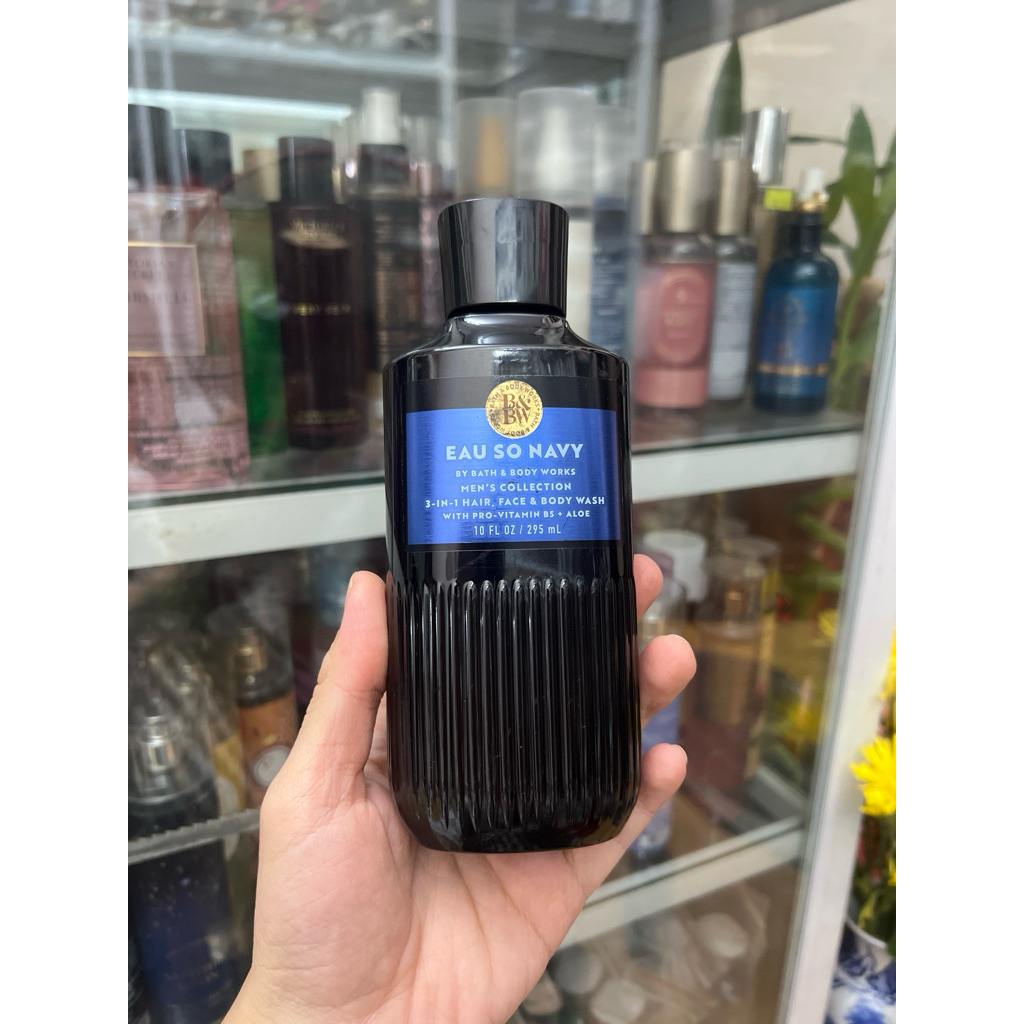 B&BW
EAU SO NAVY
BY BATH & BODY WORKS
MEN'S COLLECTION
3-IN-1 HAIR, FACE & BODY WASH
WITH PRO-VITAMIN B5 + ALOE
10 FL OZ / 295 mL